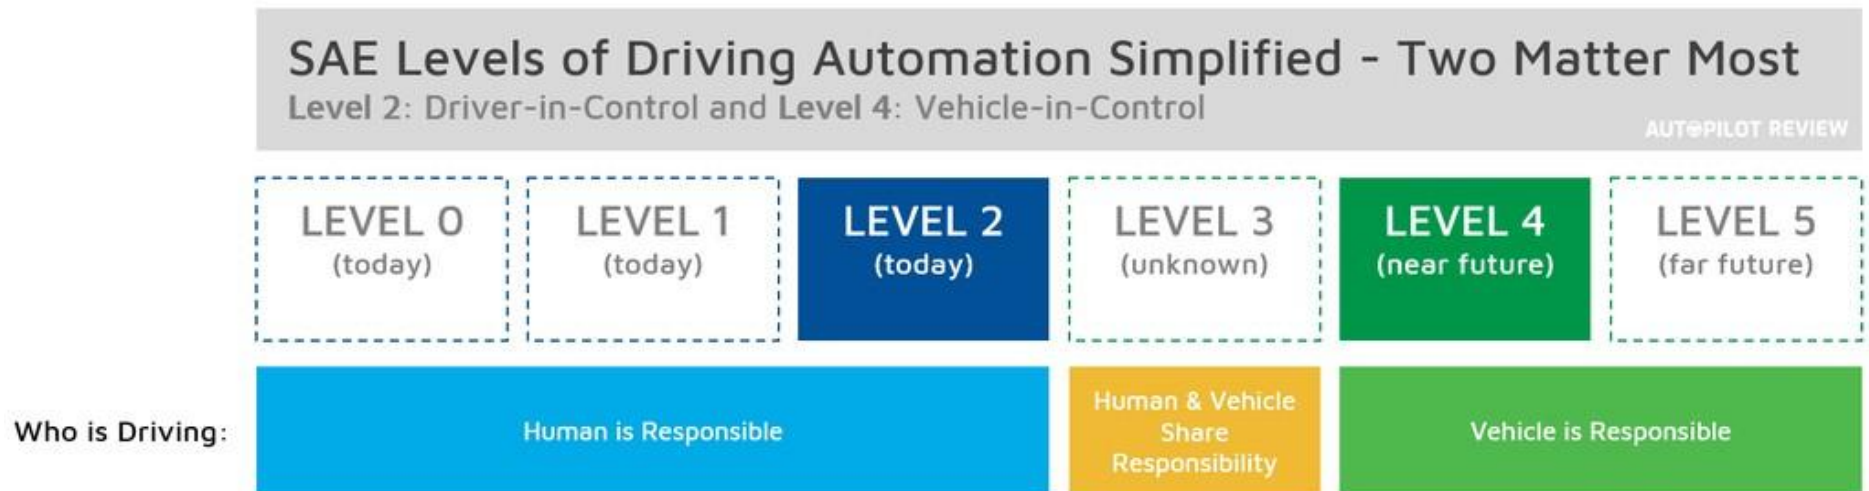 SAE Levels of Driving Automation Simplified - Two Matter Most
Level 2: Driver-in-Control and Level 4: Vehicle-in-Control
AUTOPILOT REVIEW
LEVEL 0
(today)
LEVEL 1
(today)
LEVEL 2
(today)
LEVEL 3
(unknown)
LEVEL 4
(near future)
LEVEL 5
(far future)
Who is Driving:
Human is Responsible
Human & Vehicle
Share
Responsibility
Vehicle is Responsible